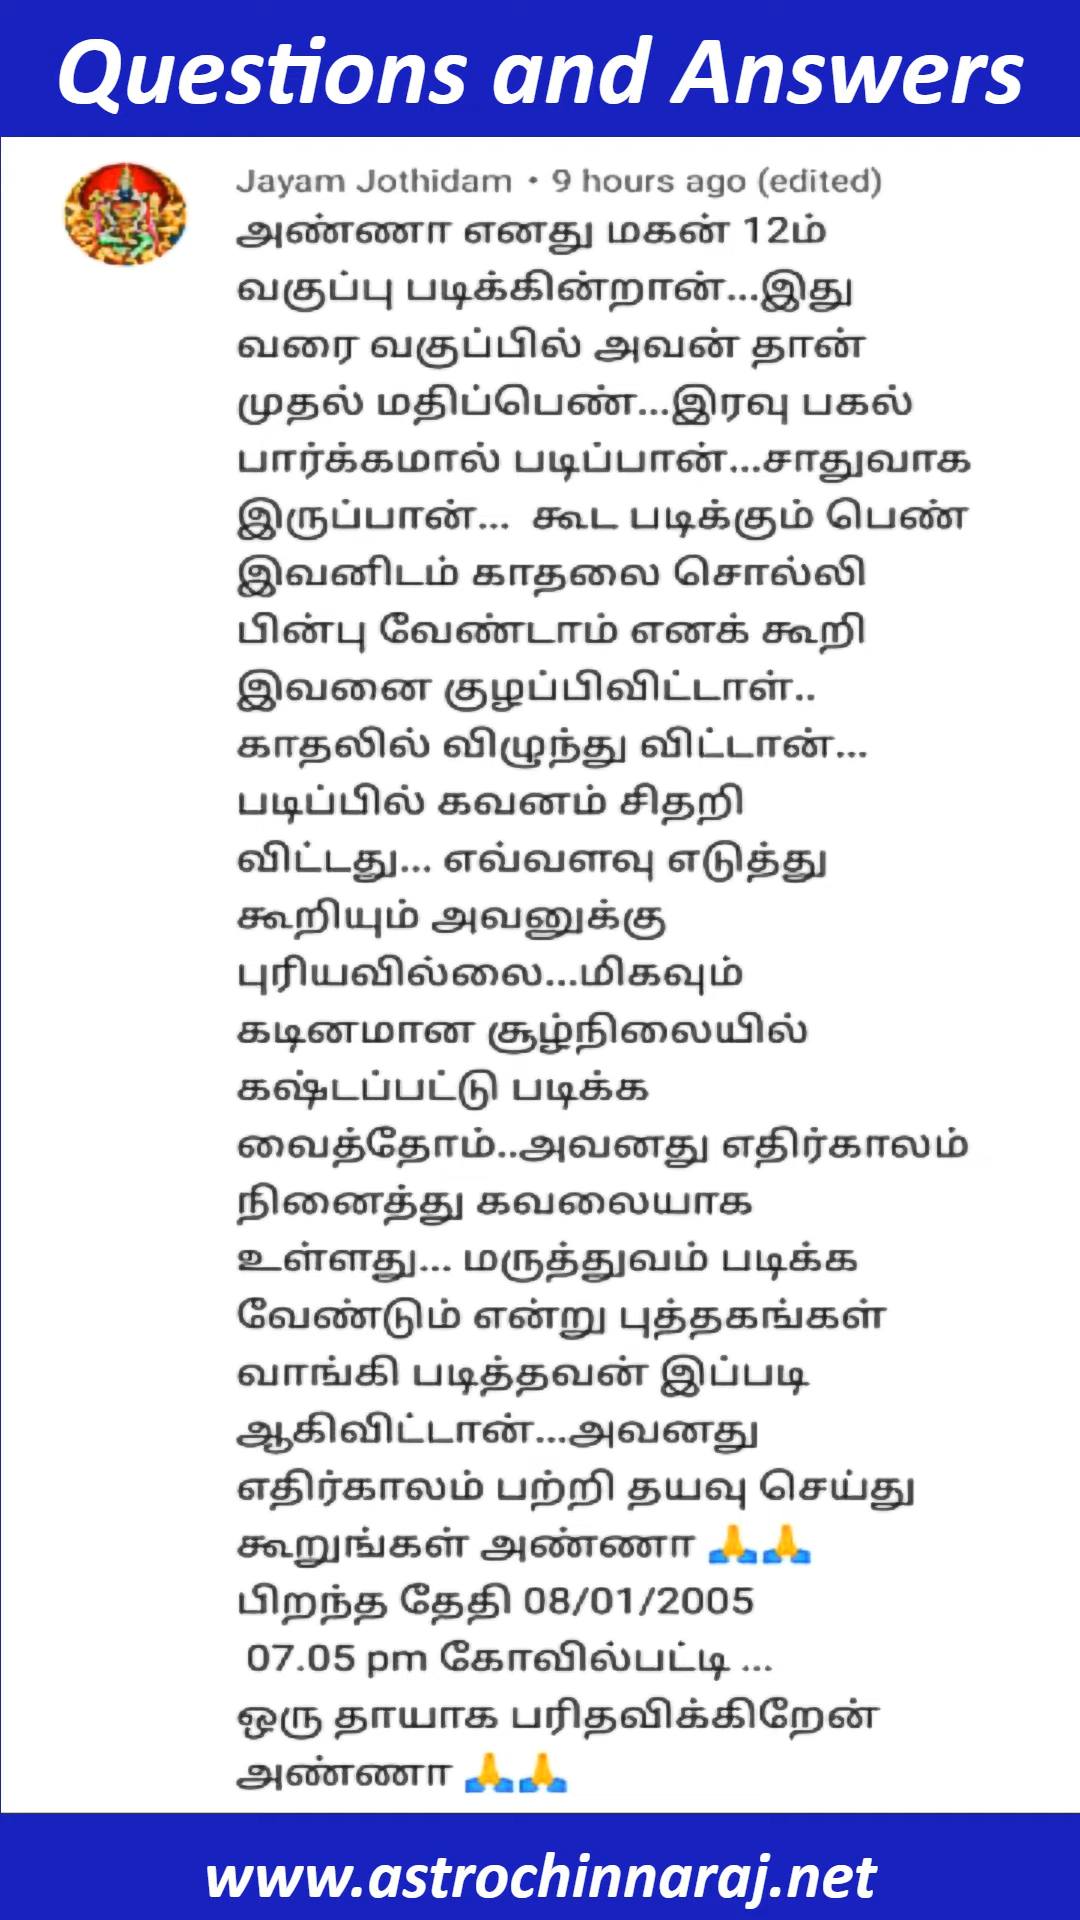 Questions and Answers
Jayam Jothidam • 9 hours ago (edited)
அண்ணா எனது மகன் 12ம்
வகுப்பு படிக்கின்றான்...இது
வரை வகுப்பில் அவன் தான்
முதல் மதிப்பெண்...இரவு பகல்
பார்க்கமால் படிப்பான்...சாதுவாக
இருப்பான்... கூட படிக்கும் பெண்
இவனிடம் காதலை சொல்லி
பின்பு வேண்டாம் எனக் கூறி
இவனை குழப்பிவிட்டாள்..
காதலில் விழுந்து விட்டான்...
படிப்பில் கவனம் சிதறி
விட்டது... எவ்வளவு எடுத்து
கூறியும் அவனுக்கு
புரியவில்லை...மிகவும்
கடினமான சூழ்நிலையில்
கஷ்டப்பட்டு படிக்க
வைத்தோம்..அவனது எதிர்காலம்
நினைத்து கவலையாக
உள்ளது... மருத்துவம் படிக்க
வேண்டும் என்று புத்தகங்கள்
வாங்கி படித்தவன் இப்படி
ஆகிவிட்டான்...அவனது
எதிர்காலம் பற்றி தயவு செய்து
கூறுங்கள் அண்ணா 🙏🙏
பிறந்த தேதி 08/01/2005
07.05 pm கோவில்பட்டி ...
ஒரு தாயாக பரிதவிக்கிறேன்
அண்ணா 🙏🙏
www.astrochinnaraj.net